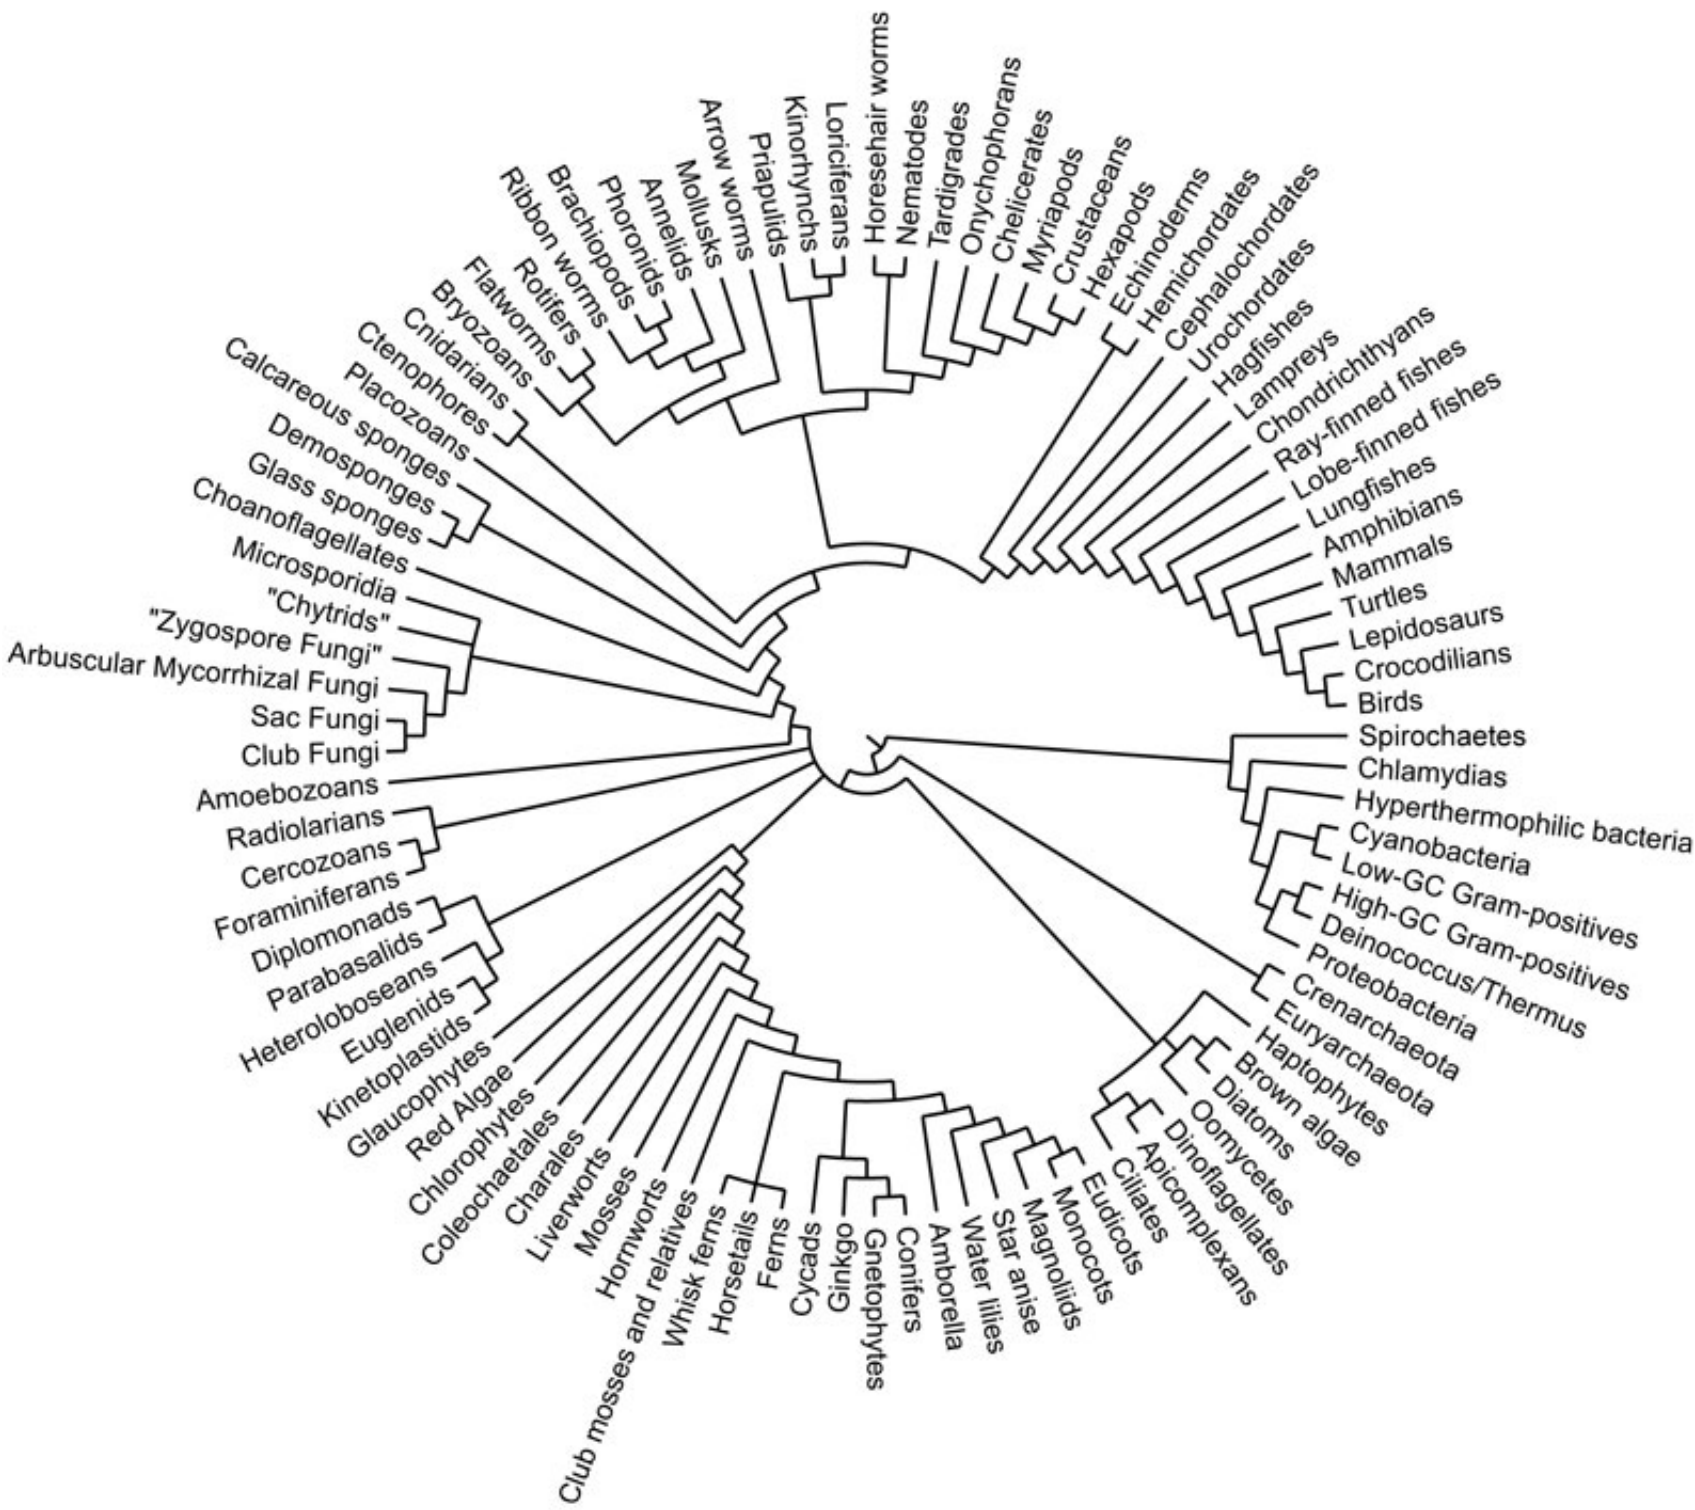 Horesehair worms
Nematodes
Tardigrades
Onychophorans
Chelicerates
Myriapods
Crustaceans
Hexapods
Echinoderms
Hemichordates
Cephalochordates
Urochordates
Hagfishes
Lampreys
Chondrichthyans
Ray-finned fishes
Lobe-finned fishes
Lungfishes
Amphibians
Mammals
Turtles
Lepidosaurs
Crocodilians
Birds
Spirochaetes
Chlamydias
Hyperthermophilic bacteria
Cyanobacteria
Low-GC Gram-positives
High-GC Gram-positives
Deinococcus/Thermus
Proteobacteria
Crenarchaeota
Euryarchaeota
Haptophytes
Brown algae
Diatoms
Oomycetes
Dinoflagellates
Apicomplexans
Ciliates
Eudicots
Monocots
Magnoliids
Star anise
Water lilies
Amborella
Conifers
Gnetophytes
Ginkgo
Cycads
Ferns
Horsetails
Whisk ferns
Club mosses and relatives
Hornworts
Mosses
Liverworts
Charales
Coleochaetales
Chlorophytes
Red Algae
Glaucophytes
Kinetoplastids
Euglenids
Heteroloboseans
Parabasalids
Diplomonads
Foraminiferans
Cercozoans
Radiolarians
Amoebozoans
Club Fungi
Sac Fungi
Arbuscular Mycorrhizal Fungi
"Zygospore Fungi"
"Chytrids"
Microsporidia
Choanoflagellates
Glass sponges
Demosponges
Calcareous sponges
Placozoans
Ctenophores
Cnidarians
Bryozoans
Flatworms
Rotifers
Ribbon worms
Brachiopods
Phoronids
Annelids
Mollusks
Arrow worms
Priapulids
Kinorhynchs
Loriciferans